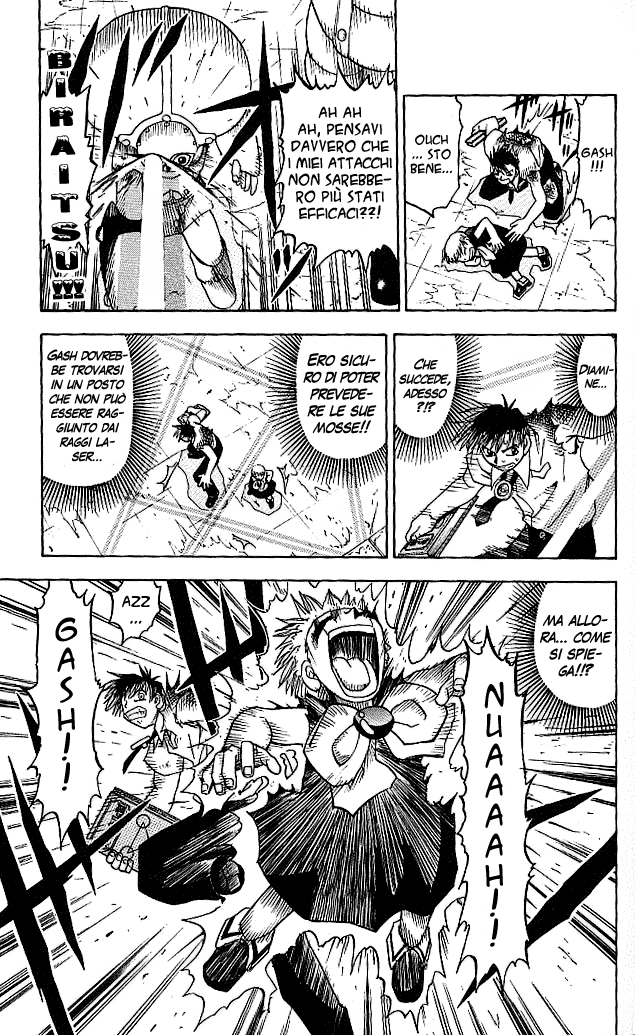 GASH
!!!
OUCH
... STO
BENE...
AH AH
AH, PENSAVI
DAVVERO CHE
I MIEI ATTACCHI
NON SAREBBE-
RO PIÙ STATI
EFFICACI??!
BIRAITSU!!!
DIAMI-
NE...
CHE
SUCCEDE,
ADESSO
?!?
ERO SICU-
RO DI POTER
PREVEDE-
RE LE SUE
MOSSE!!
GASH DOVREB-
BE TROVARSI
IN UN POSTO
CHE NON PUÒ
ESSERE RAG-
GIUNTO DAI
RAGGI LA-
SER...
MA ALLO-
RA... COME
SI SPIE-
GA!!?
NUAAAAAH!!
AZZ
...
GASH!!